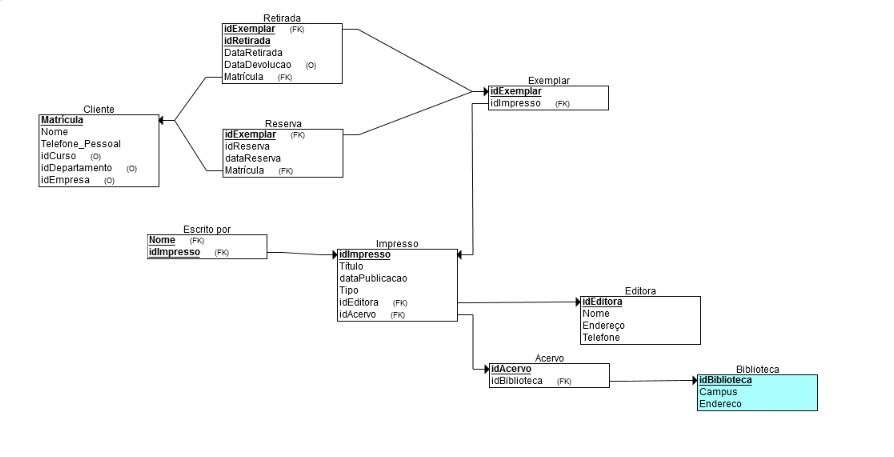 Retirada
idExemplar (FK)
idRetirada
DataRetirada
DataDevolucao (O)
Matrícula (FK)
Exemplar
idExemplar
idImpresso (FK)
Cliente
Matricula
Nome
Telefone_Pessoal
idCurso (O)
idDepartamento (O)
idEmpresa (O)
Reserva
idExemplar (FK)
idReserva
dataReserva
Matrícula (FK)
Escrito por
Nome (FK)
idImpresso (FK)
Impresso
idImpresso
Título
dataPublicacao
Tipo
idEditora (FK)
idAcervo (FK)
Editora
idEditora
Nome
Endereço
Telefone
Acervo
idAcervo
idBiblioteca (FK)
Biblioteca
idBiblioteca
Campus
Endereco